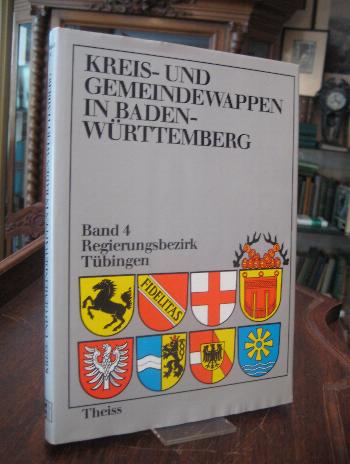 KREIS- UND
GEMEINDEWAPPEN
IN BADEN-
WÜRTTEMBERG
Band 4
Regierungsbezirk
Tübingen
FIDELITAS
Theiss